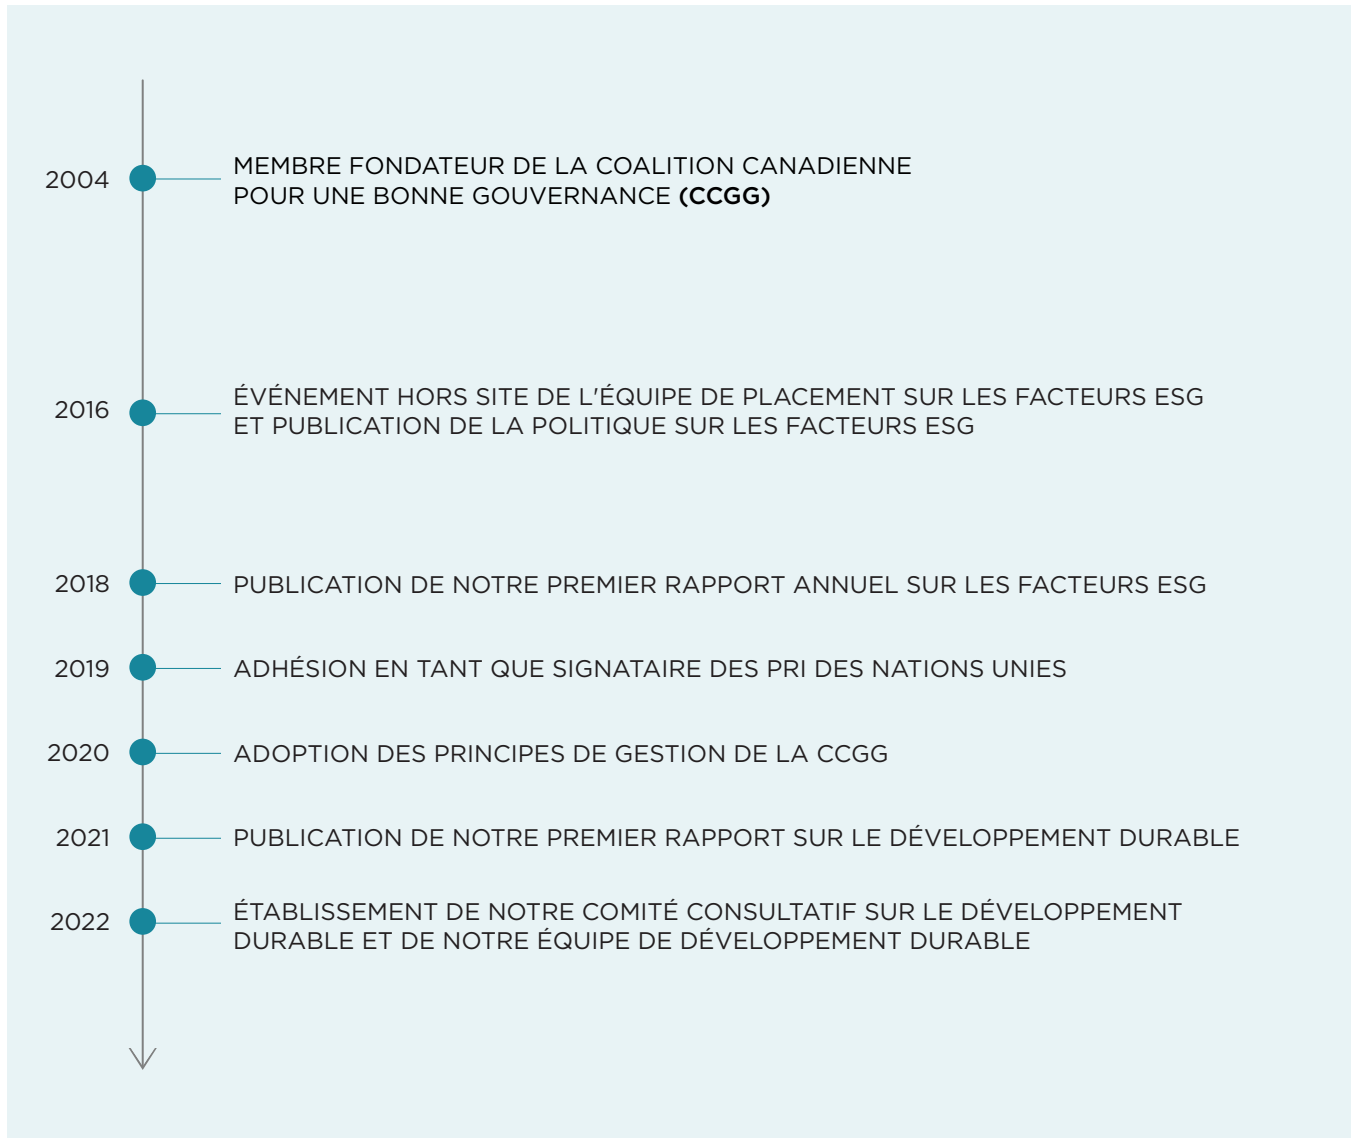 2004
MEMBRE FONDATEUR DE LA COALITION CANADIENNE
POUR UNE BONNE GOUVERNANCE (CCGG)
2016
ÉVÉNEMENT HORS SITE DE L'ÉQUIPE DE PLACEMENT SUR LES FACTEURS ESG
ET PUBLICATION DE LA POLITIQUE SUR LES FACTEURS ESG
2018
PUBLICATION DE NOTRE PREMIER RAPPORT ANNUEL SUR LES FACTEURS ESG
2019
ADHÉSION EN TANT QUE SIGNATAIRE DES PRI DES NATIONS UNIES
2020
ADOPTION DES PRINCIPES DE GESTION DE LA CCGG
2021
PUBLICATION DE NOTRE PREMIER RAPPORT SUR LE DÉVELOPPEMENT DURABLE
2022
ÉTABLISSEMENT DE NOTRE COMITÉ CONSULTATIF SUR LE DÉVELOPPEMENT
DURABLE ET DE NOTRE ÉQUIPE DE DÉVELOPPEMENT DURABLE